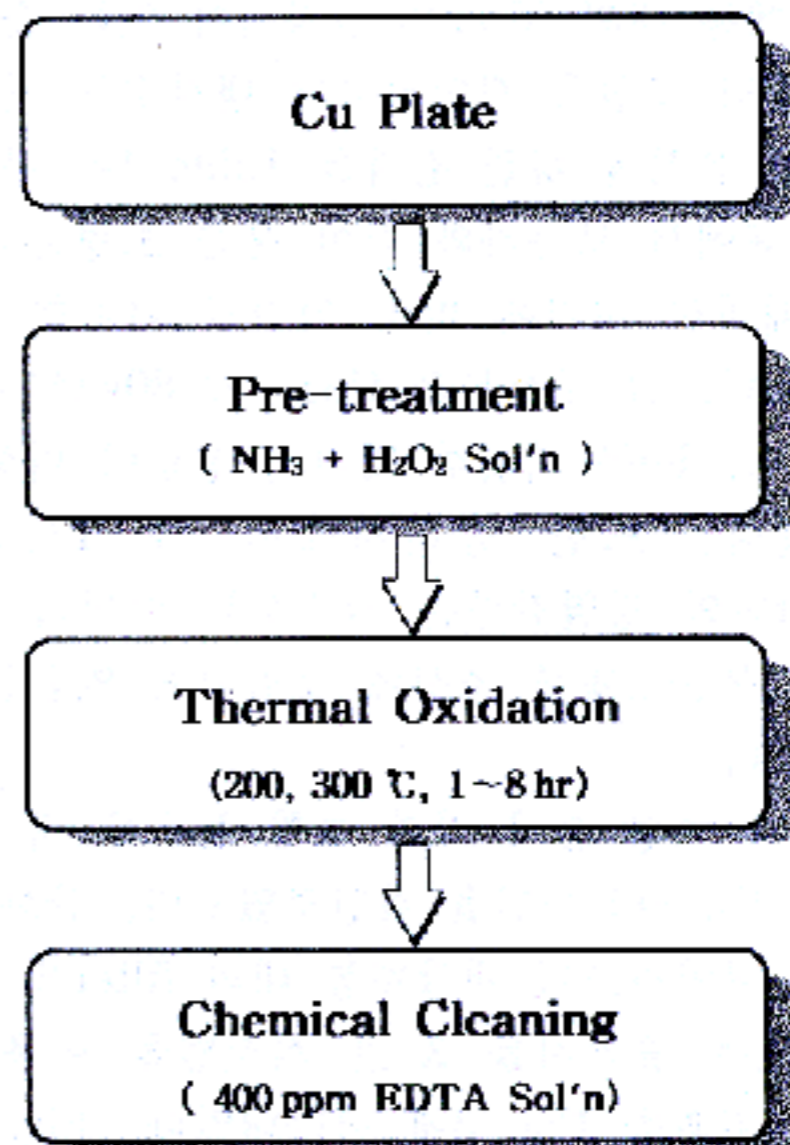 Cu Plate
Pre-treatment
( NH₃ + H₂O₂ Sol'n )
Thermal Oxidation
(200, 300 ℃, 1~8 hr)
Chemical Cleaning
( 400 ppm EDTA Sol'n)